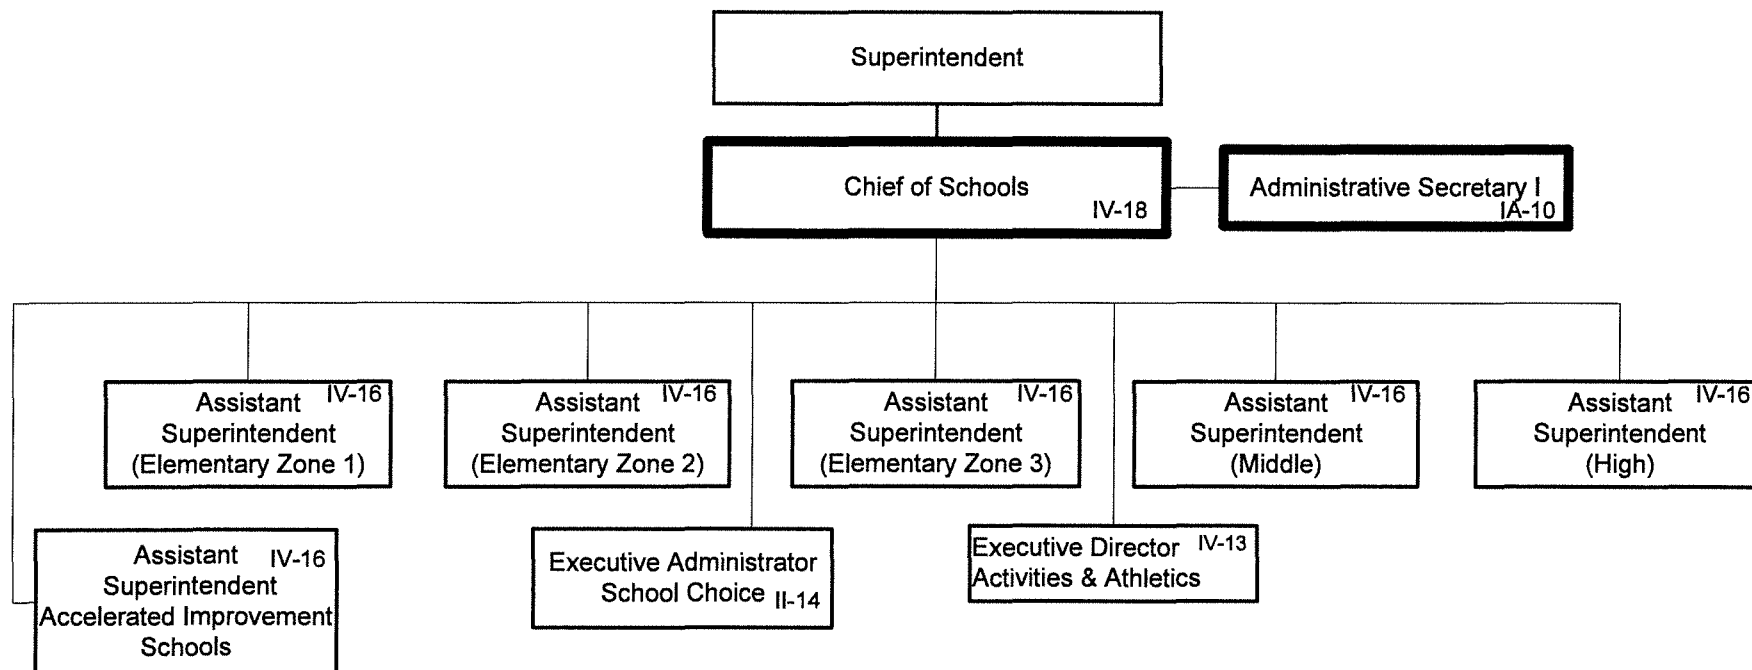 Superintendent
Chief of Schools
IV-18
Administrative Secretary I
IA-10
Assistant IV-16
Superintendent
(Elementary Zone 1)
Assistant IV-16
Superintendent
(Elementary Zone 2)
Assistant IV-16
Superintendent
(Elementary Zone 3)
Assistant IV-16
Superintendent
(Middle)
Assistant IV-16
Superintendent
(High)
Assistant IV-16
Superintendent
Accelerated Improvement
Schools
Executive Administrator
School Choice II-14
Executive Director IV-13
Activities & Athletics